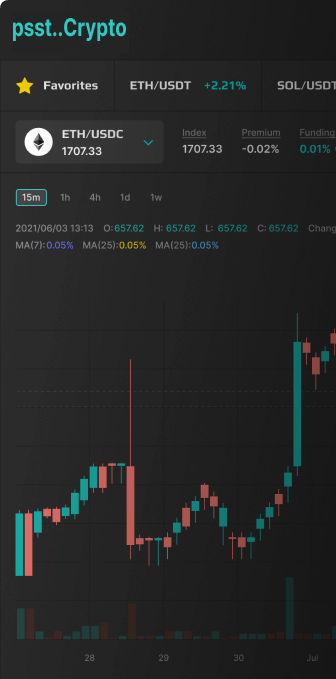 psst..Crypto
Favorites ETH/USDT +2.21% SOL/USDT
ETH/USDC Index Premium Funding
1707.33 1707.33 -0.02% 0.01%
15m 1h 4h 1d 1w
2021/06/03 13:13 O:657.62 H: 657.62 L: 657.62 C: 657.62 Chang
MA(7):0.05% MA(25):0.05% MA(25):0.05%
28 29 30 Jul